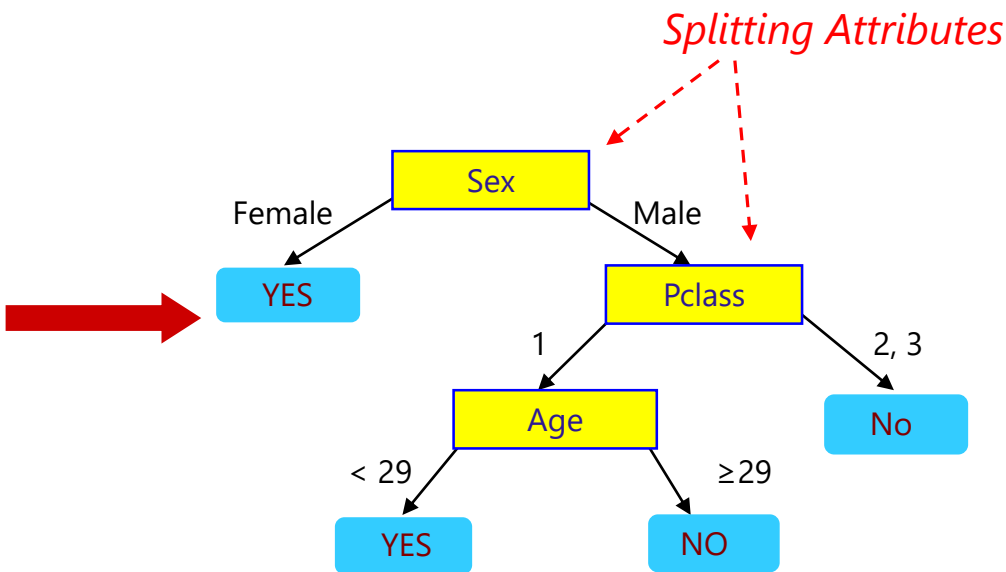 Splitting Attributes
Sex
Female
Male
YES
Pclass
1
2, 3
Age
No
< 29
≥29
YES
NO